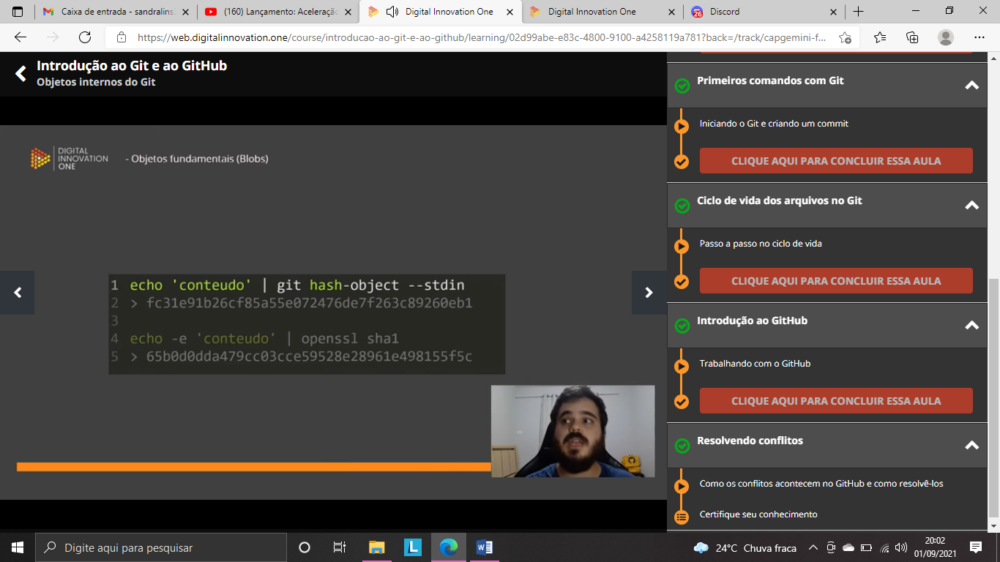 Caixa de entrada - sandralins
(160) Lançamento: Aceleração
Digital Innovation One
Digital Innovation One
26
Discord
https://web.digitalinnovation.one/course/introducao-ao-git-e-ao-github/learning/02d99abe-e83c-4800-9100-a4258119a781?back=/track/capgemini-f...
Introdução ao Git e ao GitHub
Objetos internos do Git
DIGITAL
INNOVATION
ONE
- Objetos fundamentais (Blobs)
1 echo 'conteudo' | git hash-object --stdin
2 > fc31e91b26cf85a55e072476de7f263c89260eb1
3
4 echo -e 'conteudo' | openssl sha1
5 > 65b0d0dda479cc03cce59528e28961e498155f5c
Primeiros comandos com Git
Iniciando o Git e criando um commit
CLIQUE AQUI PARA CONCLUIR ESSA AULA
Ciclo de vida dos arquivos no Git
Passo a passo no ciclo de vida
CLIQUE AQUI PARA CONCLUIR ESSA AULA
Introdução ao GitHub
Trabalhando com o GitHub
CLIQUE AQUI PARA CONCLUIR ESSA AULA
Resolvendo conflitos
Como os conflitos acontecem no GitHub e como resolvê-los
Certifique seu conhecimento
Digite aqui para pesquisar
L
W
24°C Chuva fraca
20:02
01/09/2021